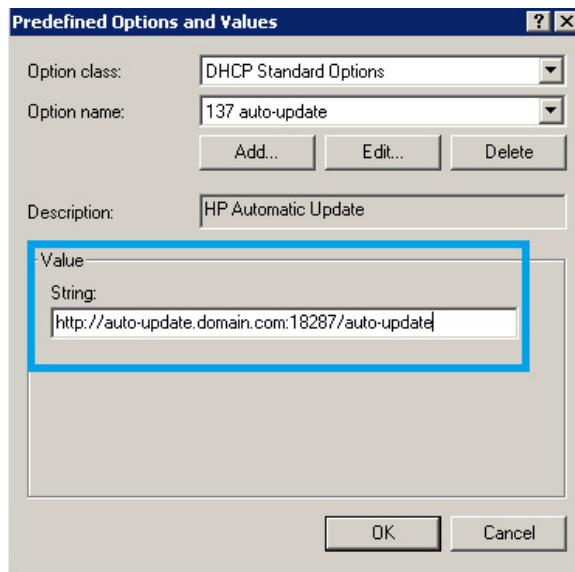 Predefined Options and Values
Option class: DHCP Standard Options
Option name: 137 auto-update
Add... Edit... Delete
Description: HP Automatic Update
Value
String:
http://auto-update.domain.com:18287/auto-update
OK Cancel